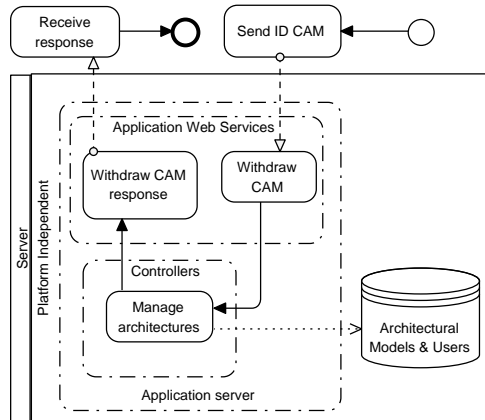 Receive
response
Send ID CAM
Application Web Services
Withdraw CAM
response
Withdraw
CAM
Server
Platform Independent
Controllers
Manage
architectures
Architectural
Models & Users
Application server